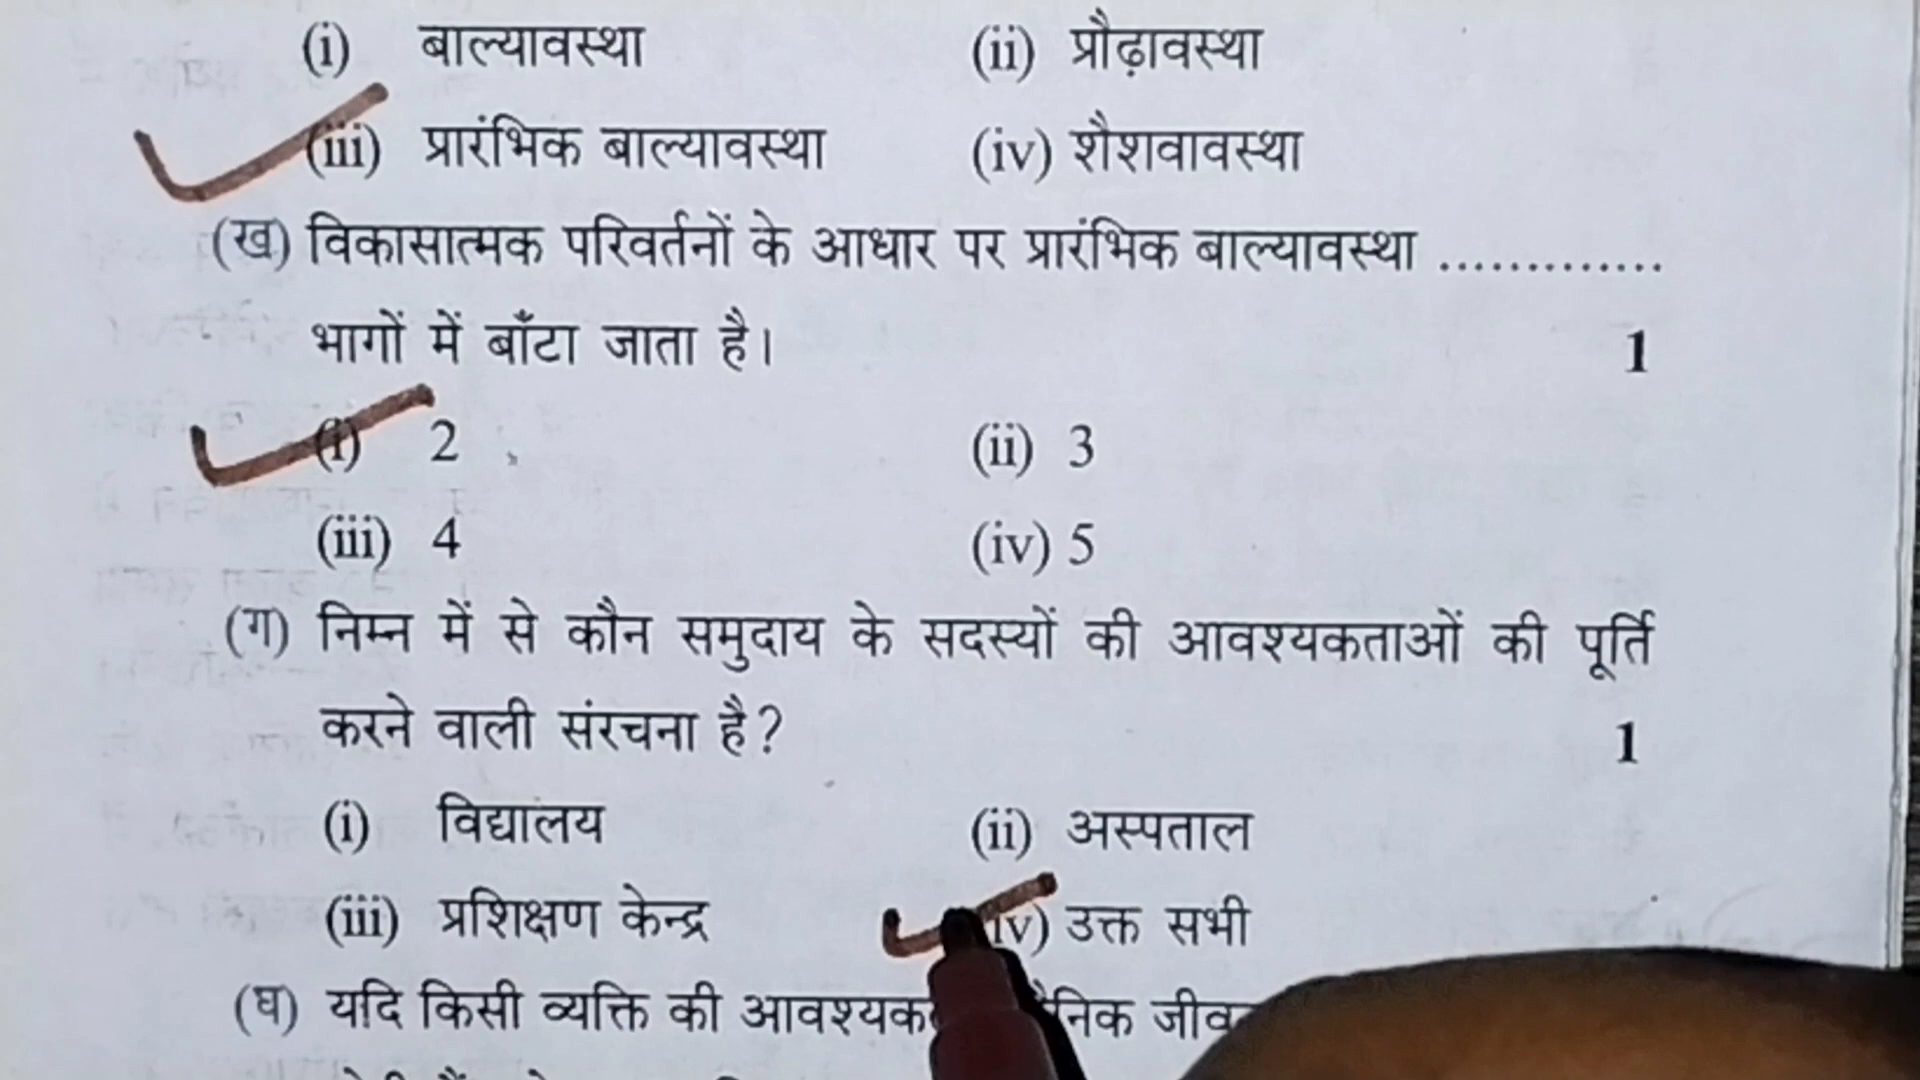 (i) बाल्यावस्था (ii) प्रौढ़ावस्था
(iii) प्रारंभिक बाल्यावस्था (iv) शैशवावस्था
(ख) विकासात्मक परिवर्तनों के आधार पर प्रारंभिक बाल्यावस्था .............
भागों में बाँटा जाता है। 1
(i) 2 (ii) 3
(iii) 4 (iv) 5
(ग) निम्न में से कौन समुदाय के सदस्यों की आवश्यकताओं की पूर्ति
करने वाली संरचना है? 1
(i) विद्यालय (ii) अस्पताल
(iii) प्रशिक्षण केन्द्र (iv) उक्त सभी
(घ) यदि किसी व्यक्ति की